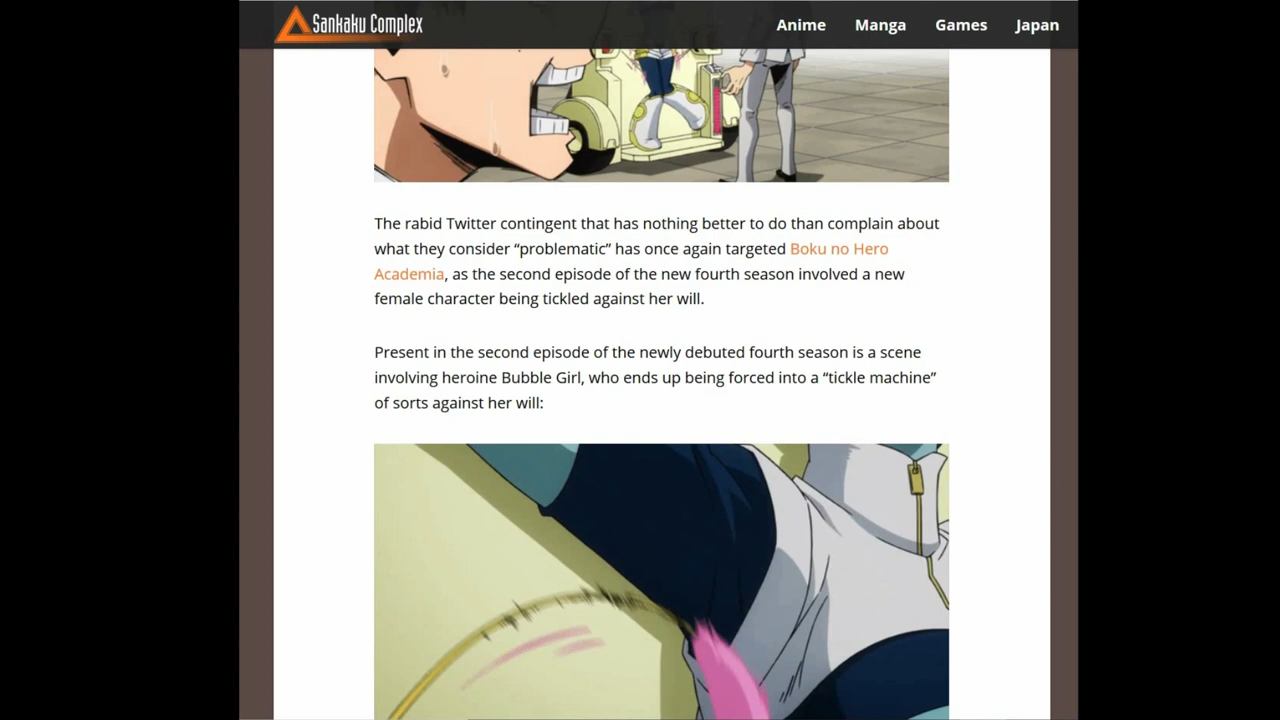 Sankaku Complex
Anime Manga Games Japan
The rabid Twitter contingent that has nothing better to do than complain about
what they consider “problematic” has once again targeted Boku no Hero
Academia, as the second episode of the new fourth season involved a new
female character being tickled against her will.
Present in the second episode of the newly debuted fourth season is a scene
involving heroine Bubble Girl, who ends up being forced into a “tickle machine”
of sorts against her will: